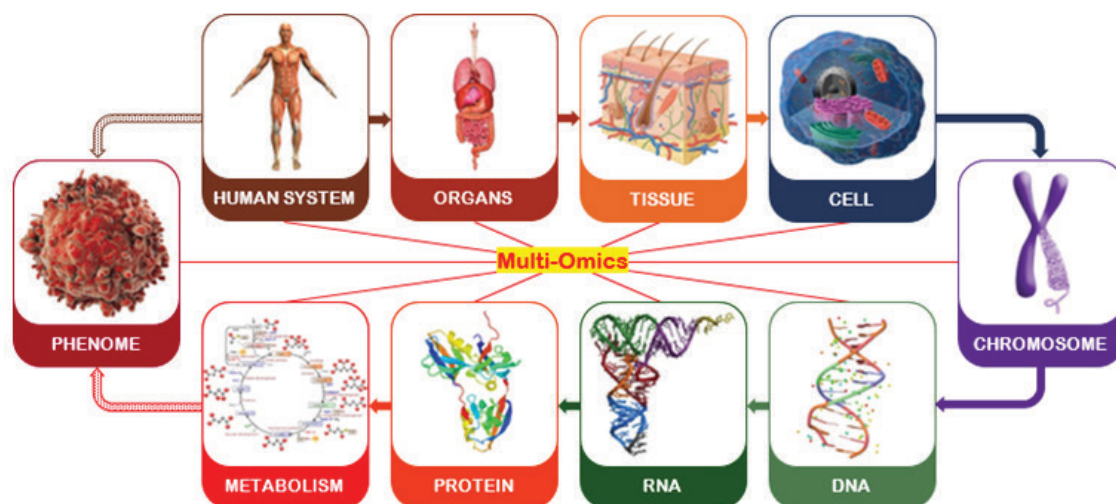 HUMAN SYSTEM
ORGANS
TISSUE
CELL
PHENOME
Multi-Omics
CHROMOSOME
METABOLISM
PROTEIN
RNA
DNA